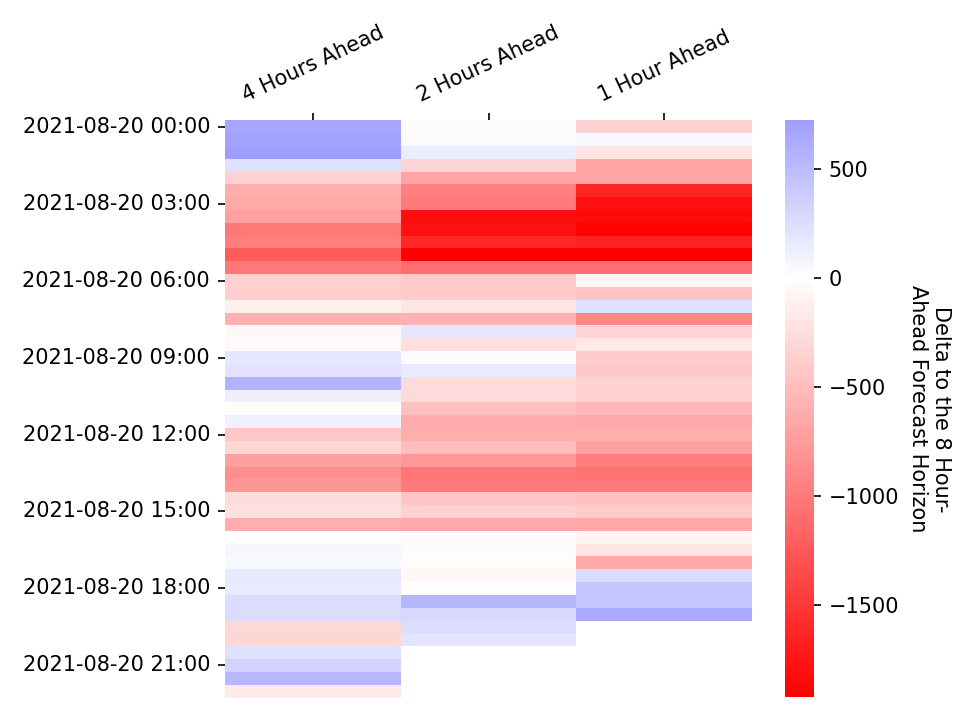 4 Hours Ahead
2 Hours Ahead
1 Hour Ahead
2021-08-20 00:00
2021-08-20 03:00
2021-08-20 06:00
2021-08-20 09:00
2021-08-20 12:00
2021-08-20 15:00
2021-08-20 18:00
2021-08-20 21:00
500
0
−500
−1000
−1500
Delta to the 8 Hour-
Ahead Forecast Horizon